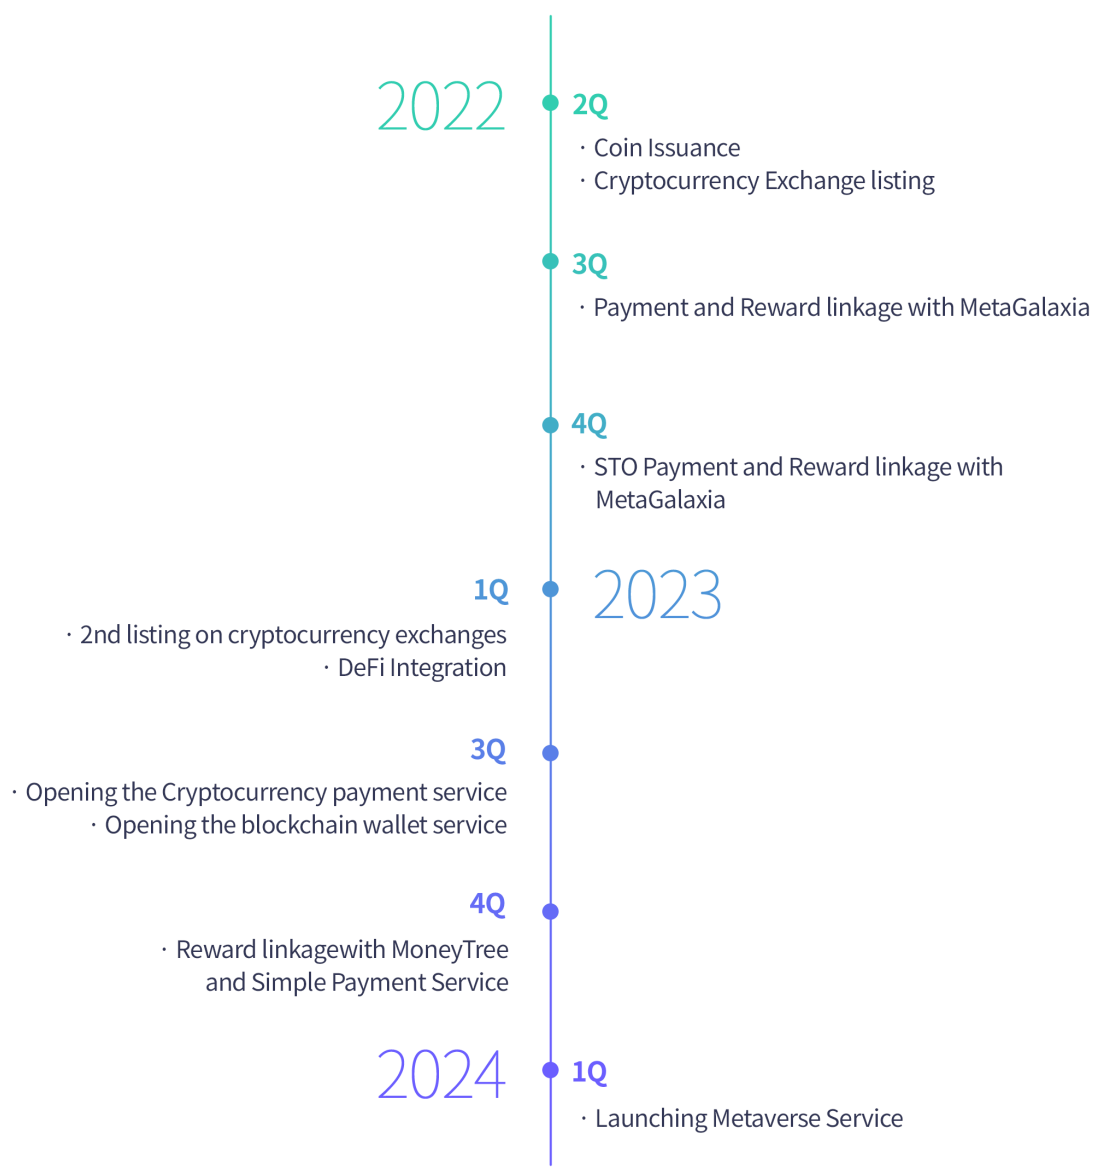 2022
2Q
· Coin Issuance
· Cryptocurrency Exchange listing
3Q
· Payment and Reward linkage with MetaGalaxia
4Q
· STO Payment and Reward linkage with
MetaGalaxia
2023
1Q
· 2nd listing on cryptocurrency exchanges
· DeFi Integration
3Q
· Opening the Cryptocurrency payment service
· Opening the blockchain wallet service
4Q
· Reward linkagewith MoneyTree
and Simple Payment Service
2024
1Q
· Launching Metaverse Service